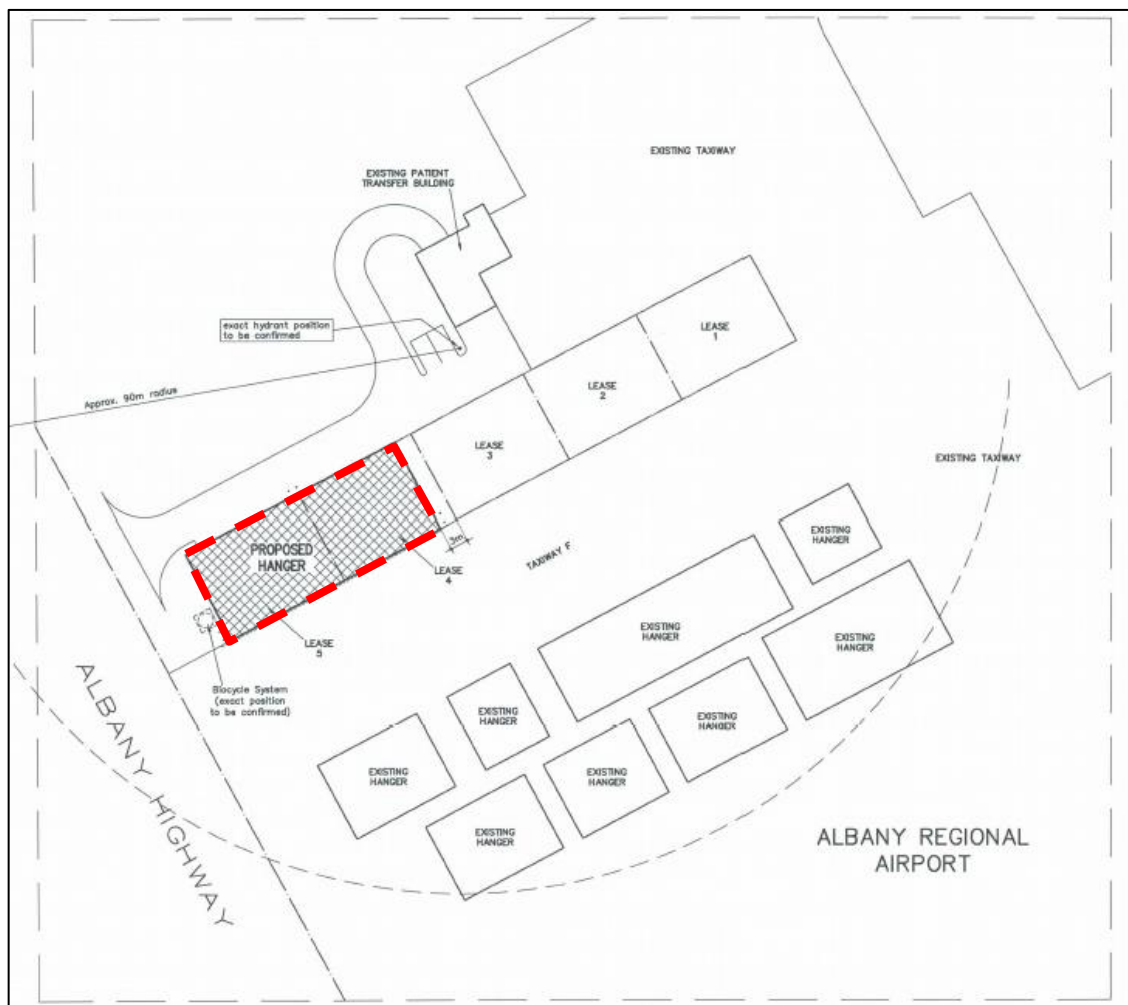 EXISTING TAXIWAY
EXISTING PATIENT
TRANSFER BUILDING
exact hydrant position
to be confirmed
LEASE
1
LEASE
2
Approx. 90m radius
LEASE
3
EXISTING TAXIWAY
PROPOSED
HANGER
3m
LEASE
4
TAXIWAY F
EXISTING
HANGER
LEASE
5
EXISTING
HANGER
EXISTING
HANGER
Biocycle System
(exact position
to be confirmed)
EXISTING
HANGER
EXISTING
HANGER
EXISTING
HANGER
EXISTING
HANGER
EXISTING
HANGER
ALBANY HIGHWAY
ALBANY REGIONAL
AIRPORT